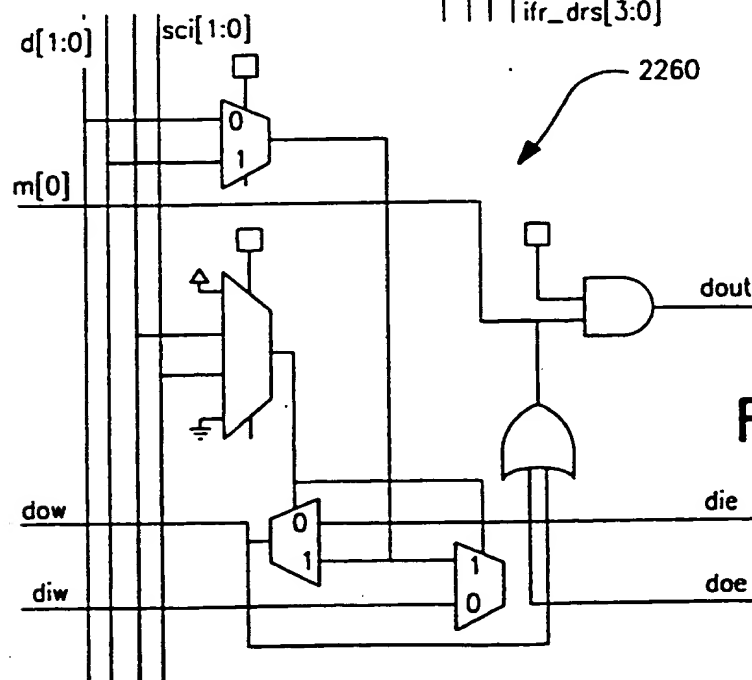 ifr_drs[3:0]
d[1:0]
sci[1:0]
2260
0
1
m[0]
dout
dow
0
die
1
1
diw
0
doe